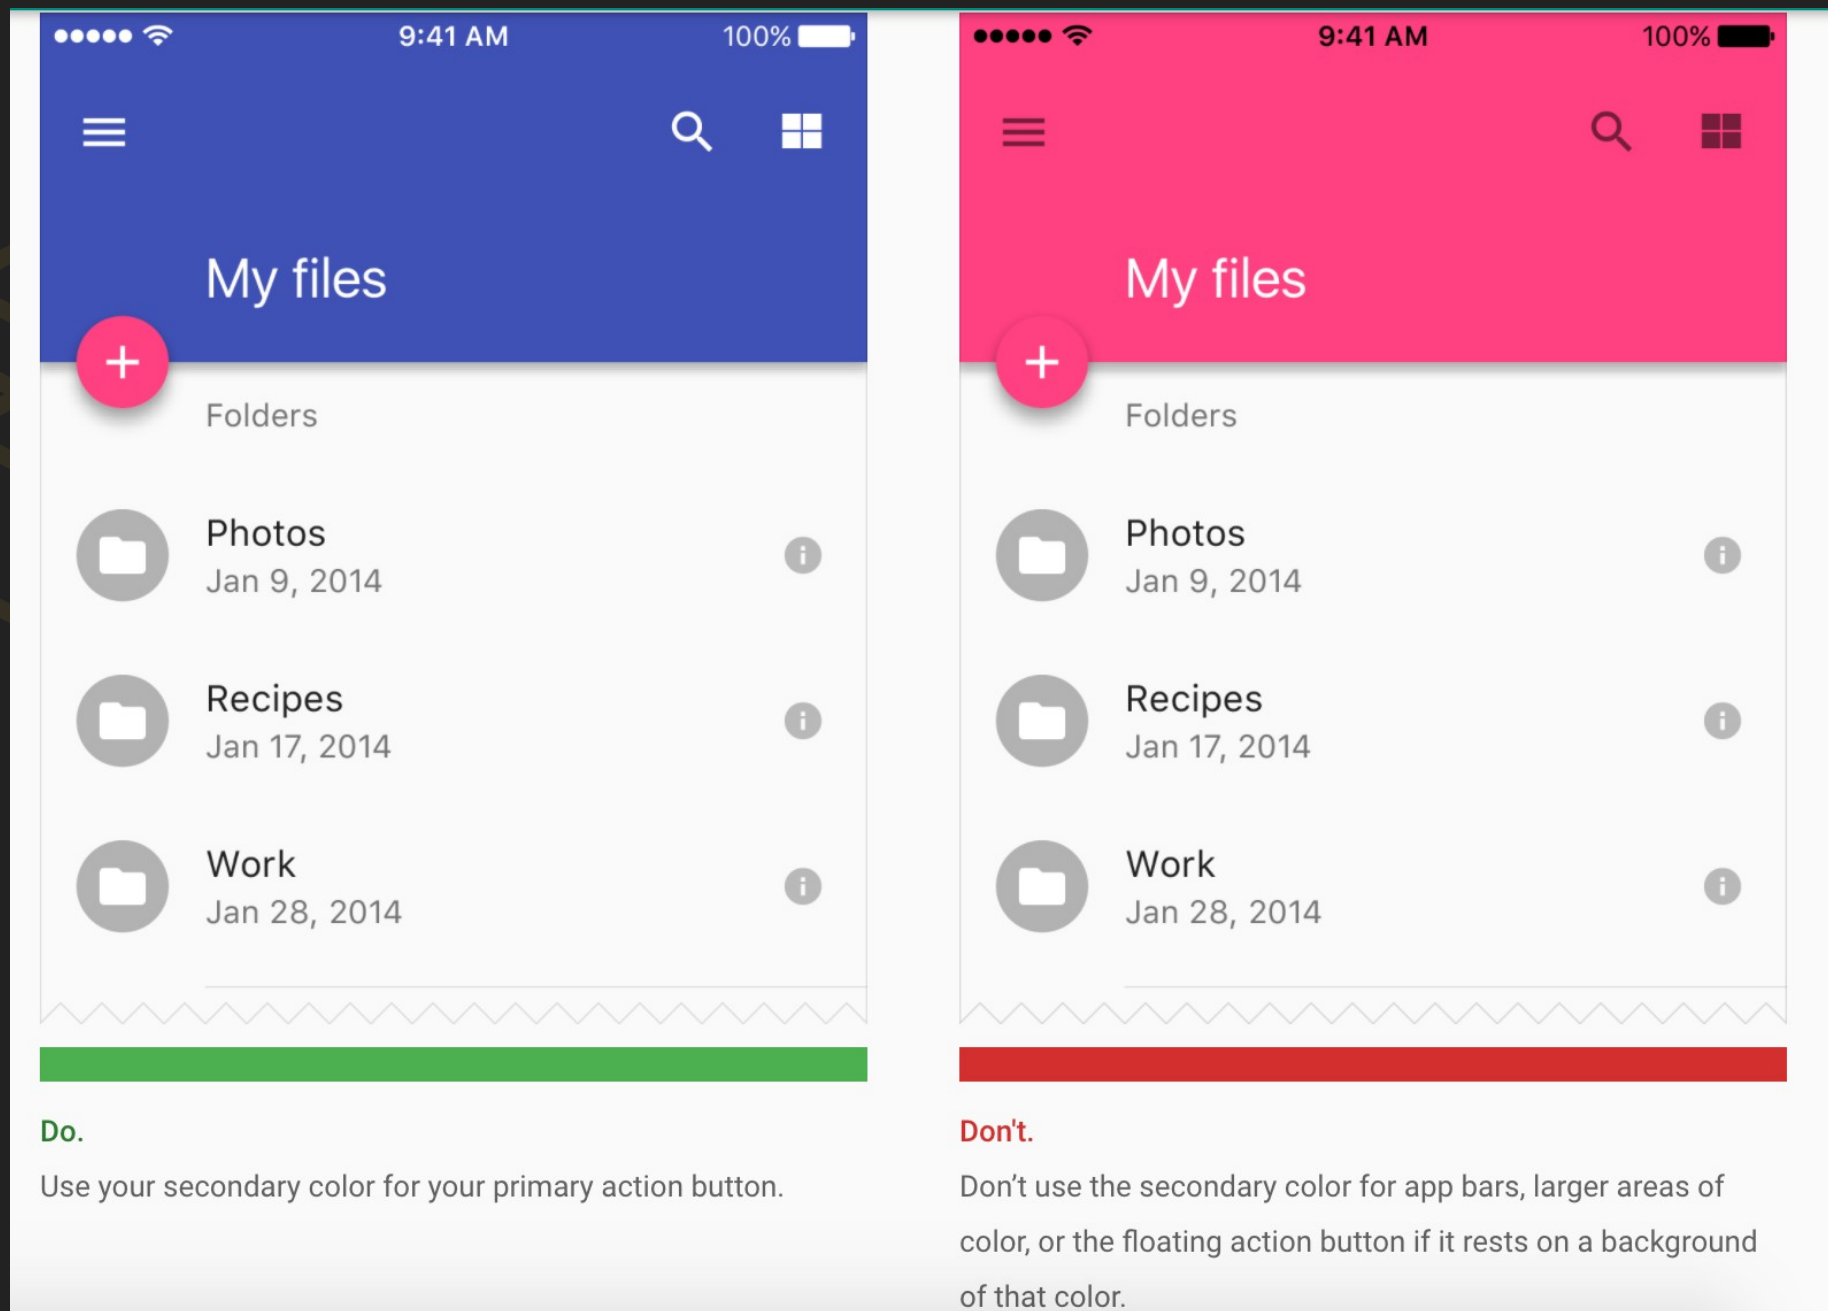 9:41 AM 100%
My files
Folders
Photos
Jan 9, 2014
Recipes
Jan 17, 2014
Work
Jan 28, 2014
Do.
Use your secondary color for your primary action button.
9:41 AM 100%
My files
Folders
Photos
Jan 9, 2014
Recipes
Jan 17, 2014
Work
Jan 28, 2014
Don't.
Don’t use the secondary color for app bars, larger areas of
color, or the floating action button if it rests on a background
of that color.